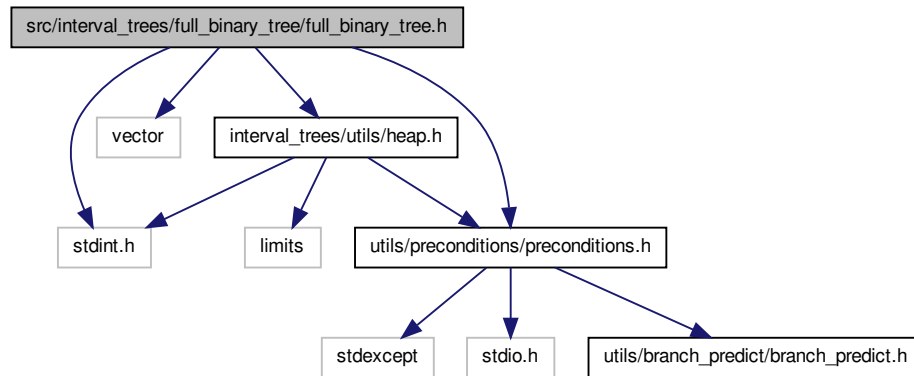 src/interval_trees/full_binary_tree/full_binary_tree.h
vector
interval_trees/utils/heap.h
stdint.h
limits
utils/preconditions/preconditions.h
stdexcept
stdio.h
utils/branch_predict/branch_predict.h